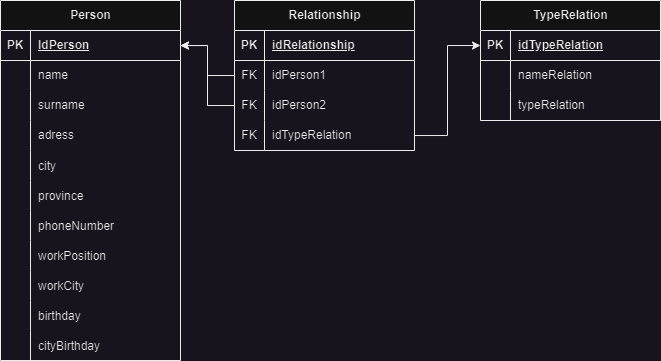 Person
PK IdPerson
name
surname
adress
city
province
phoneNumber
workPosition
workCity
birthday
cityBirthday
Relationship
PK idRelationship
FK idPerson1
FK idPerson2
FK idTypeRelation
TypeRelation
PK idTypeRelation
nameRelation
typeRelation